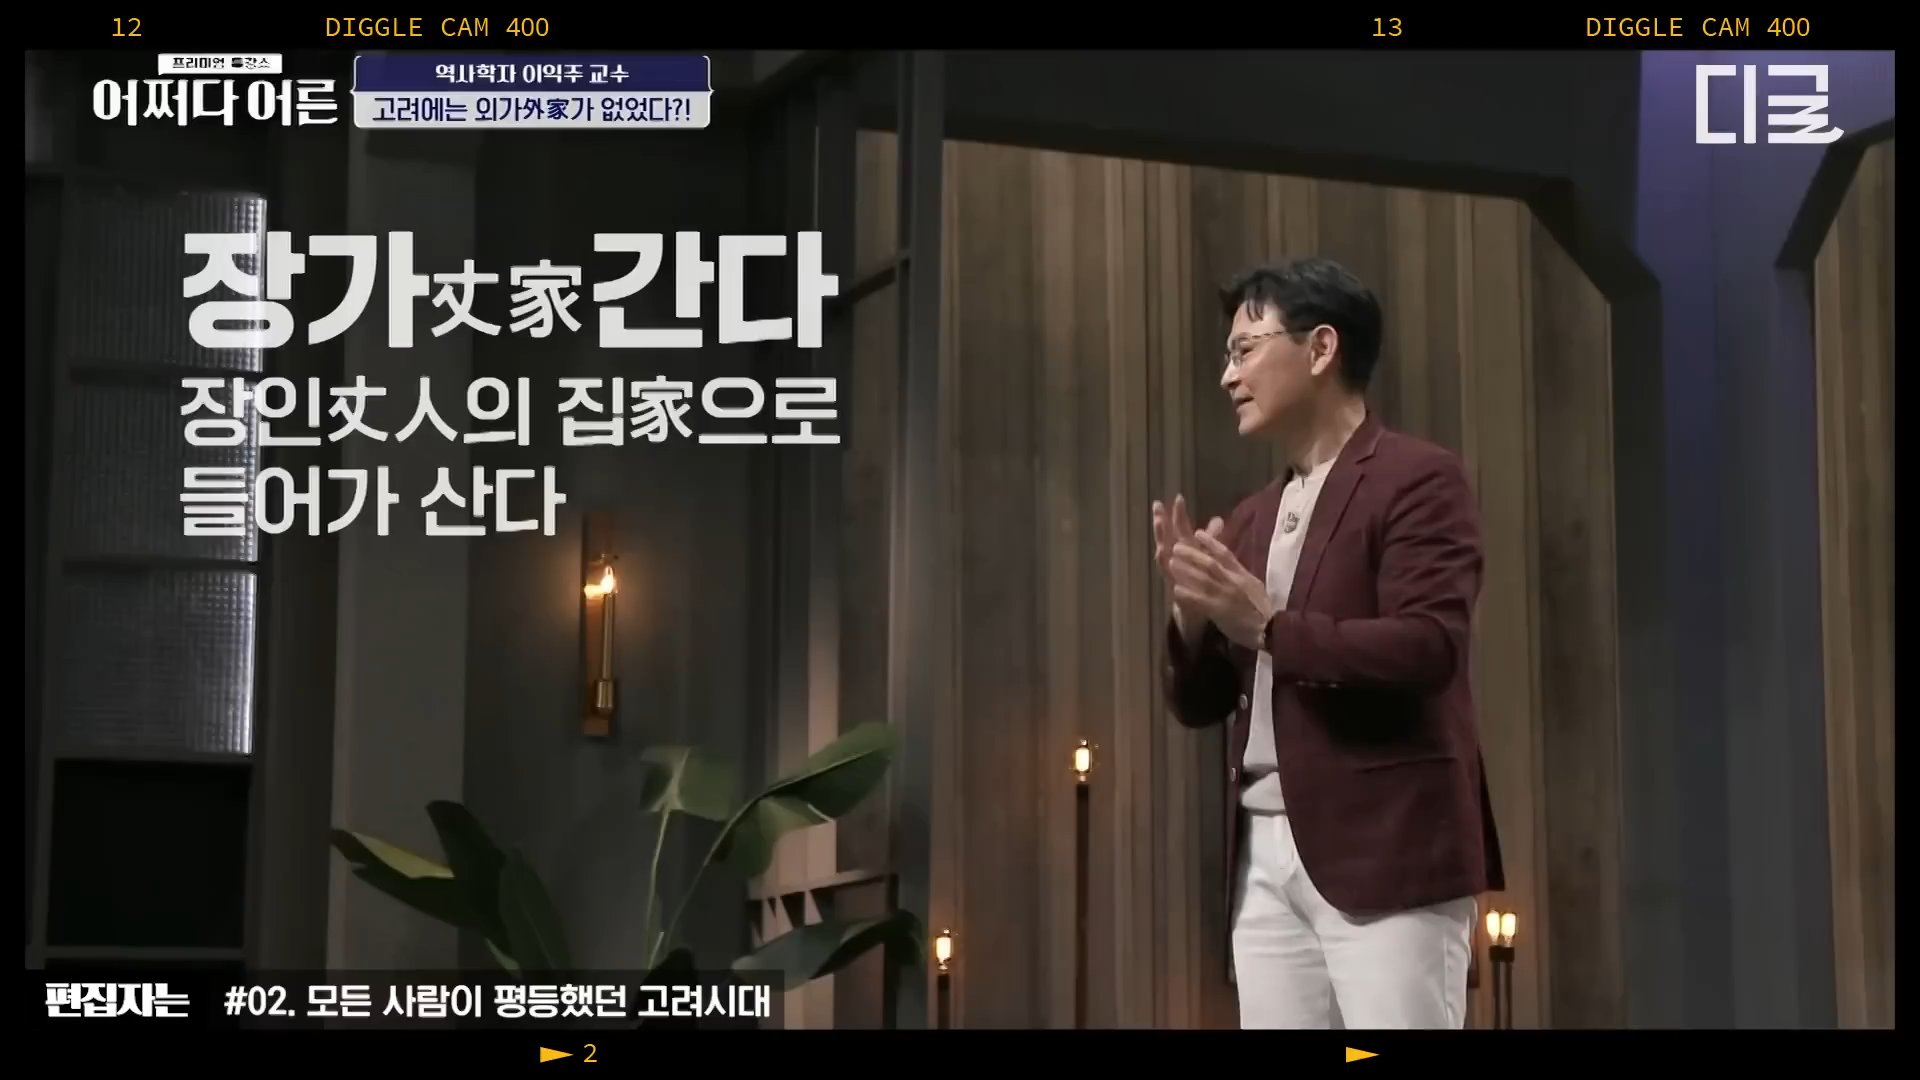 12 DIGGLE CAM 400 13 DIGGLE CAM 400
프리미엄 특강쇼
어쩌다 어른
역사학자 이익주 교수
고려에는 외가外家가 없었다?!
디글
장가丈家간다
장인丈人의 집家으로
들어가 산다
편집자는 #02. 모든 사람이 평등했던 고려시대
2